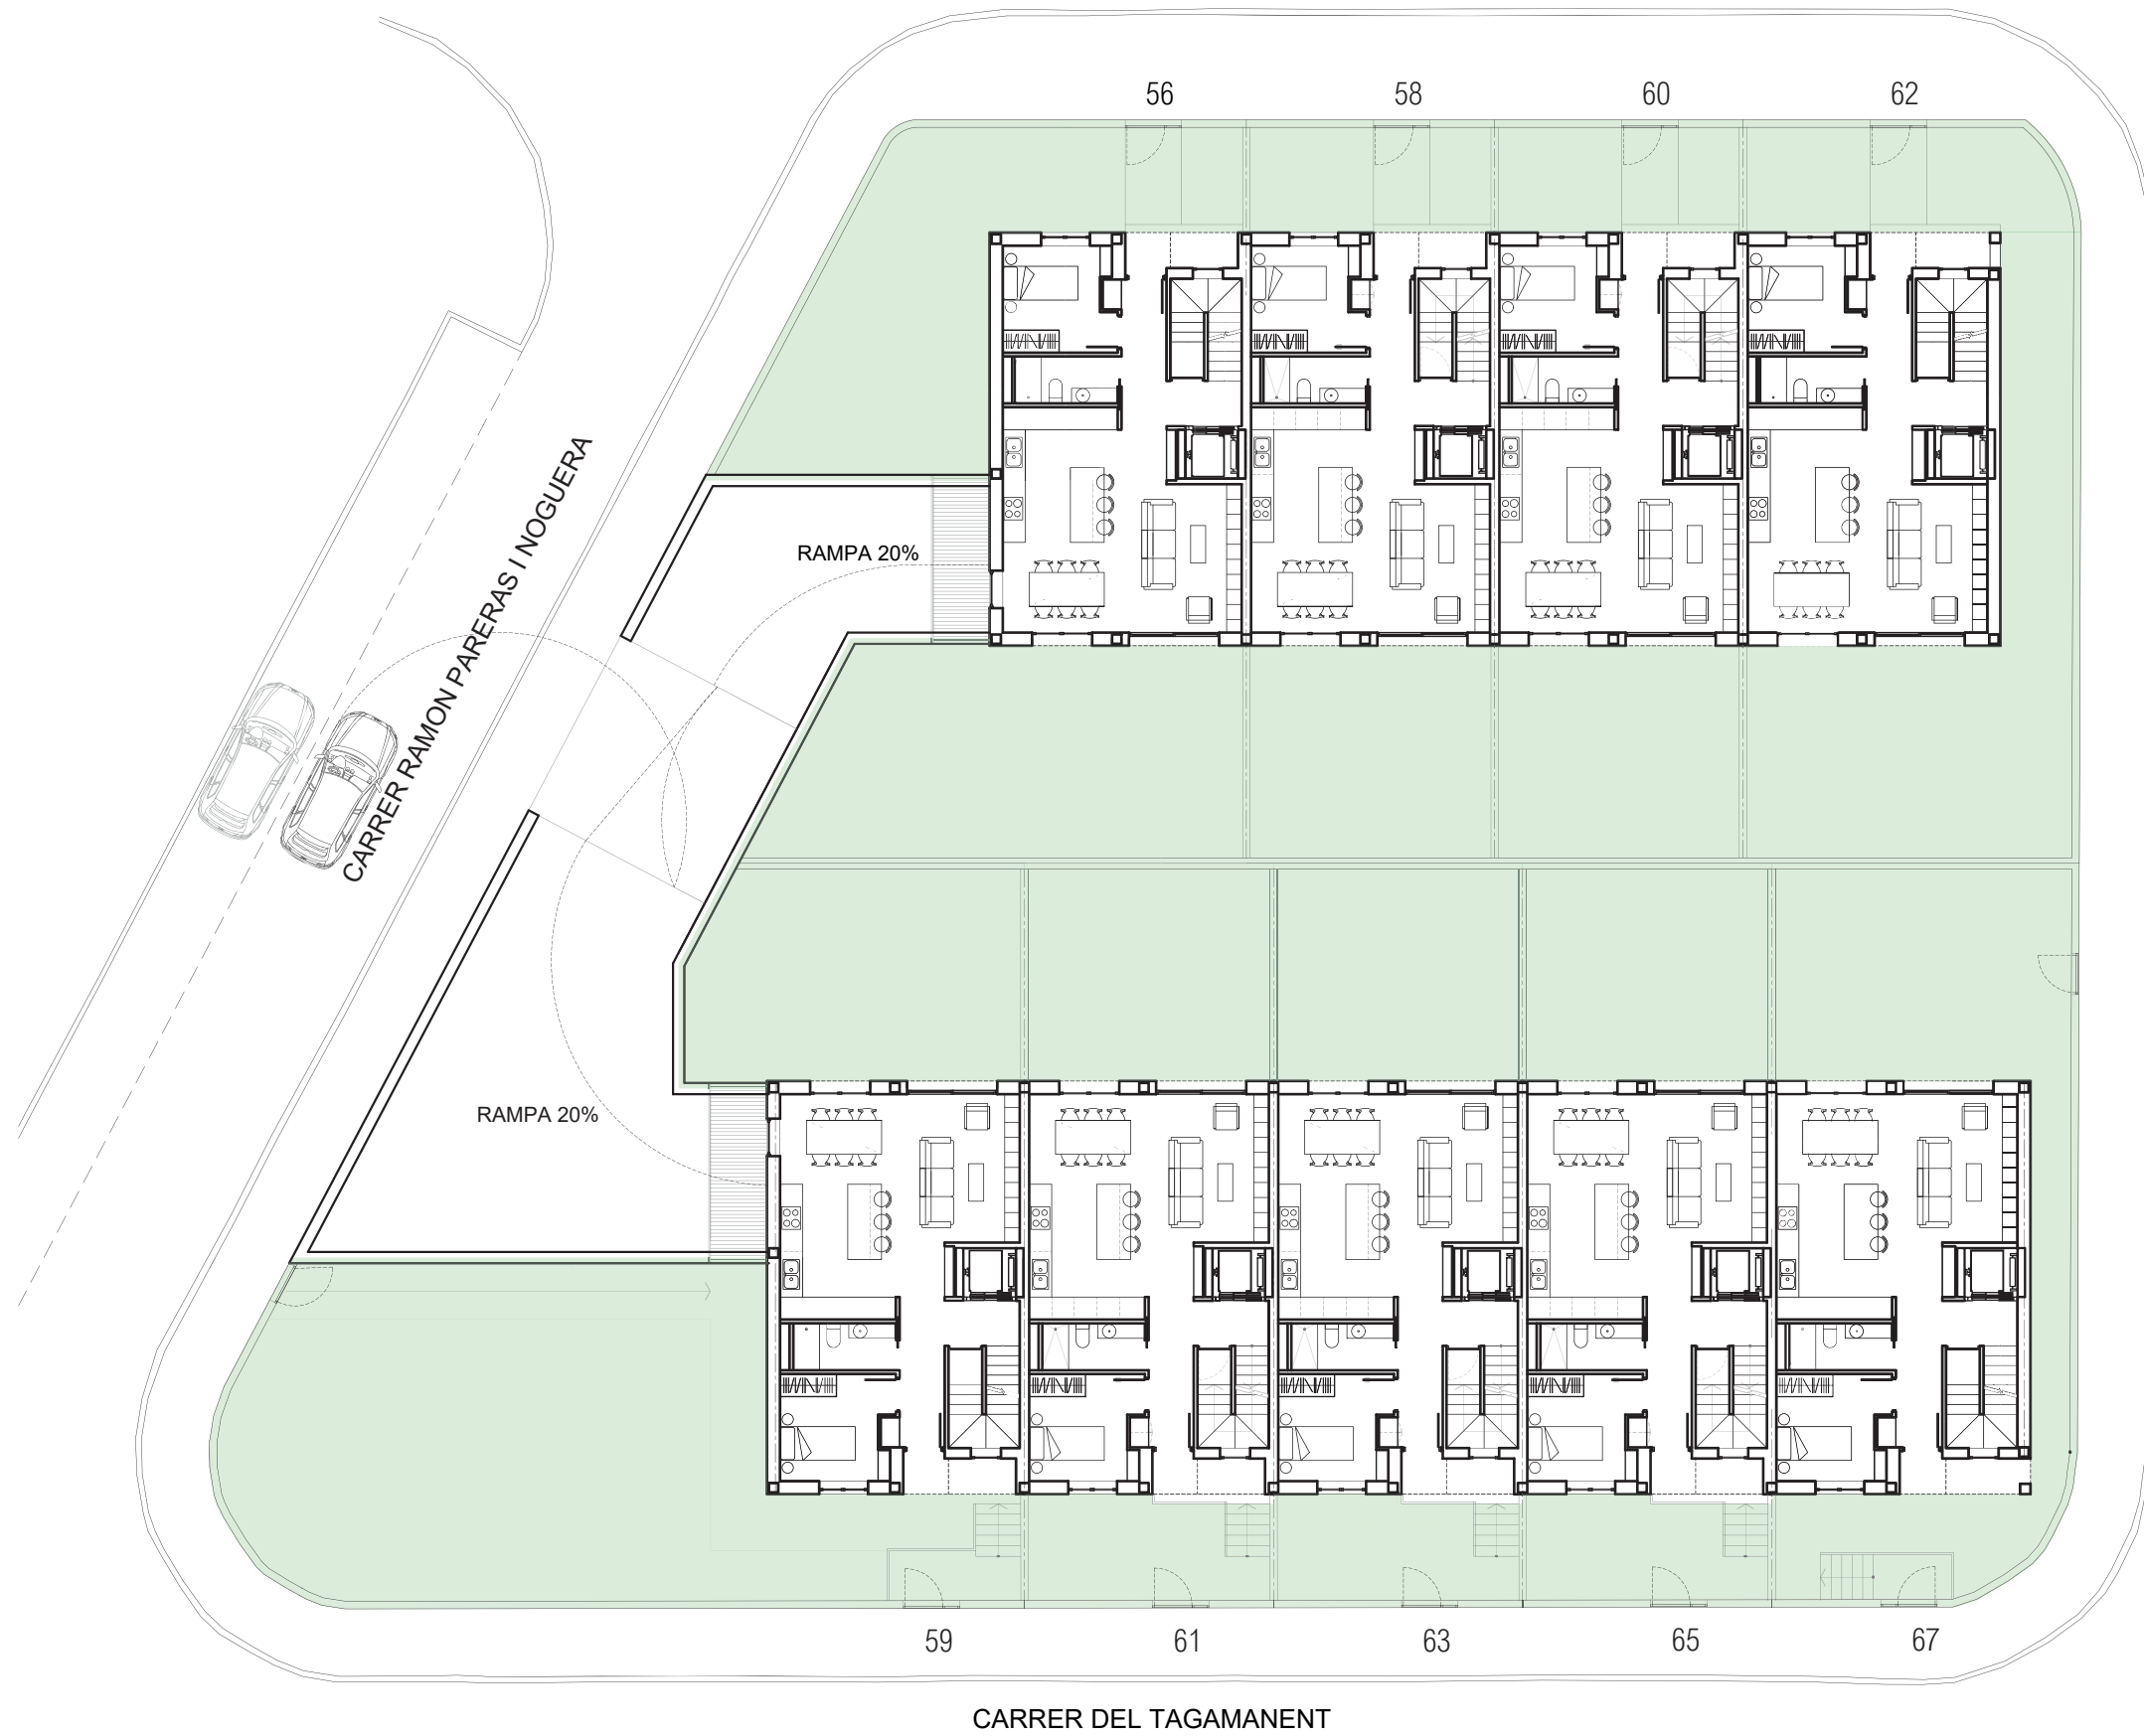 56 58 60 62
CARRER RAMON PARERAS I NOGUERA
RAMPA 20%
RAMPA 20%
59 61 63 65 67
CARRER DEL TAGAMANENT